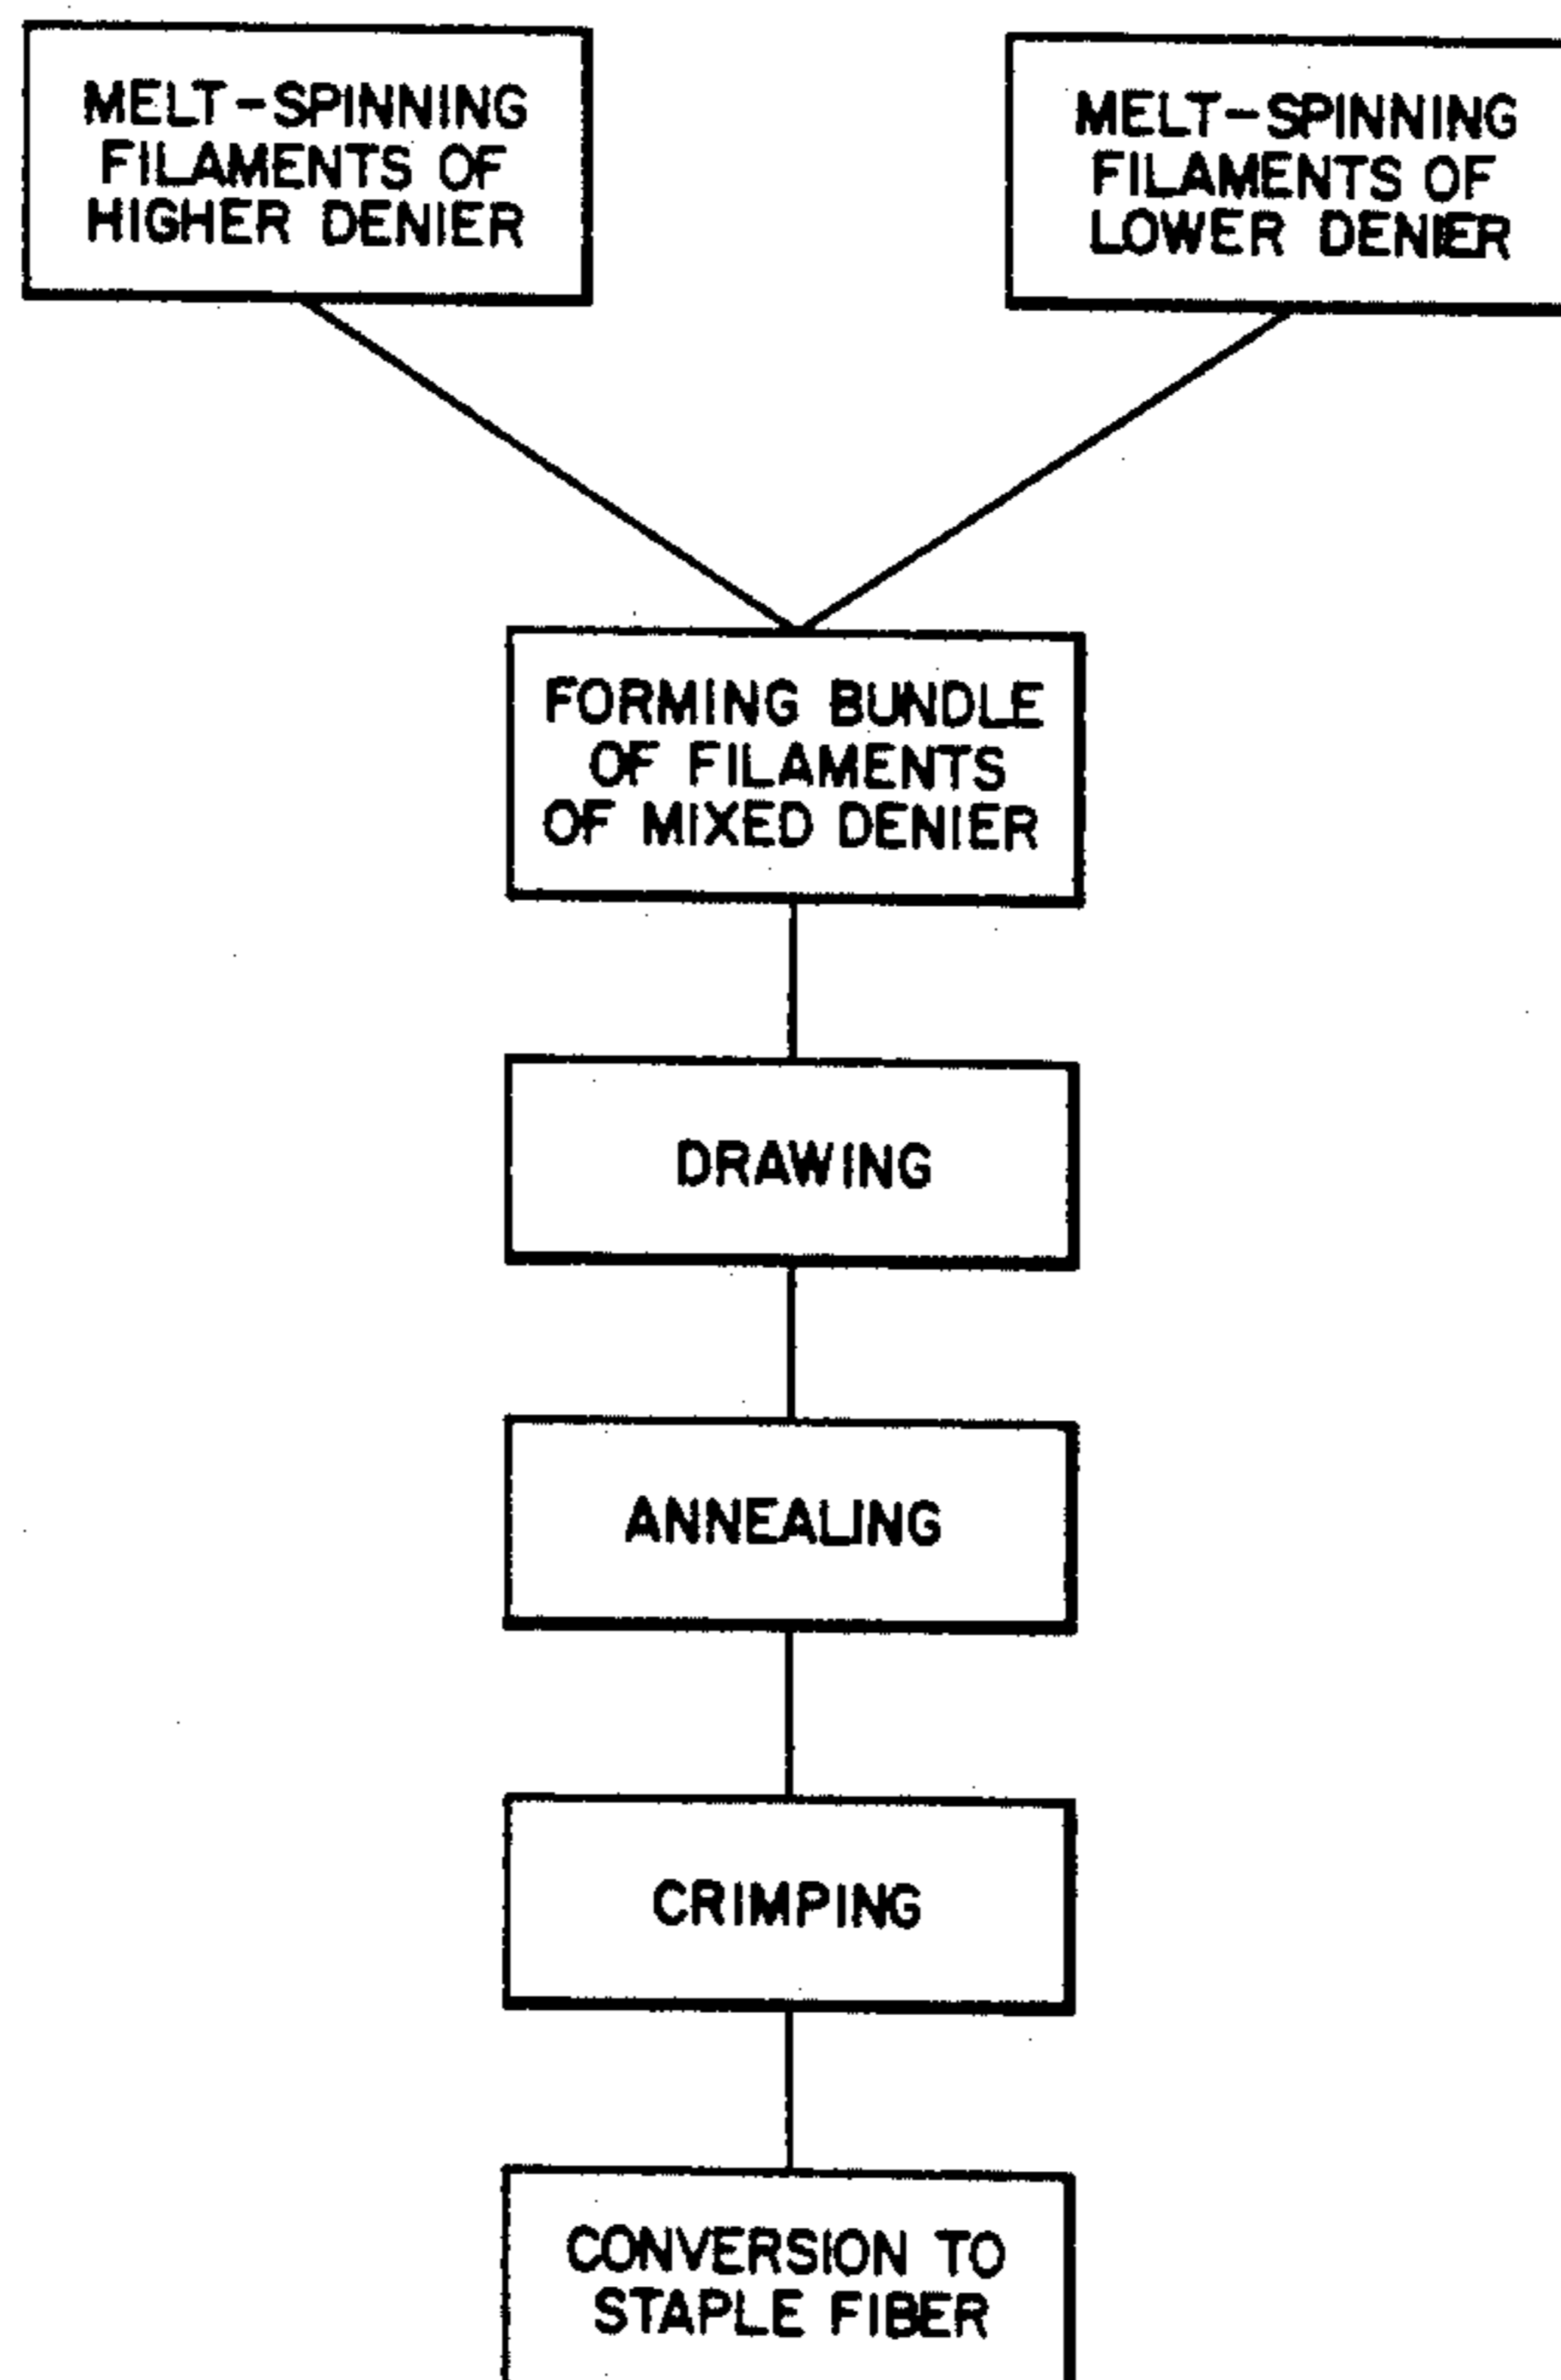 MELT-SPINNING
FILAMENTS OF
HIGHER DENIER
MELT-SPINNING
FILAMENTS OF
LOWER DENIER
FORMING BUNDLE
OF FILAMENTS
OF MIXED DENIER
DRAWING
ANNEALING
CRIMPING
CONVERSION TO
STAPLE FIBER